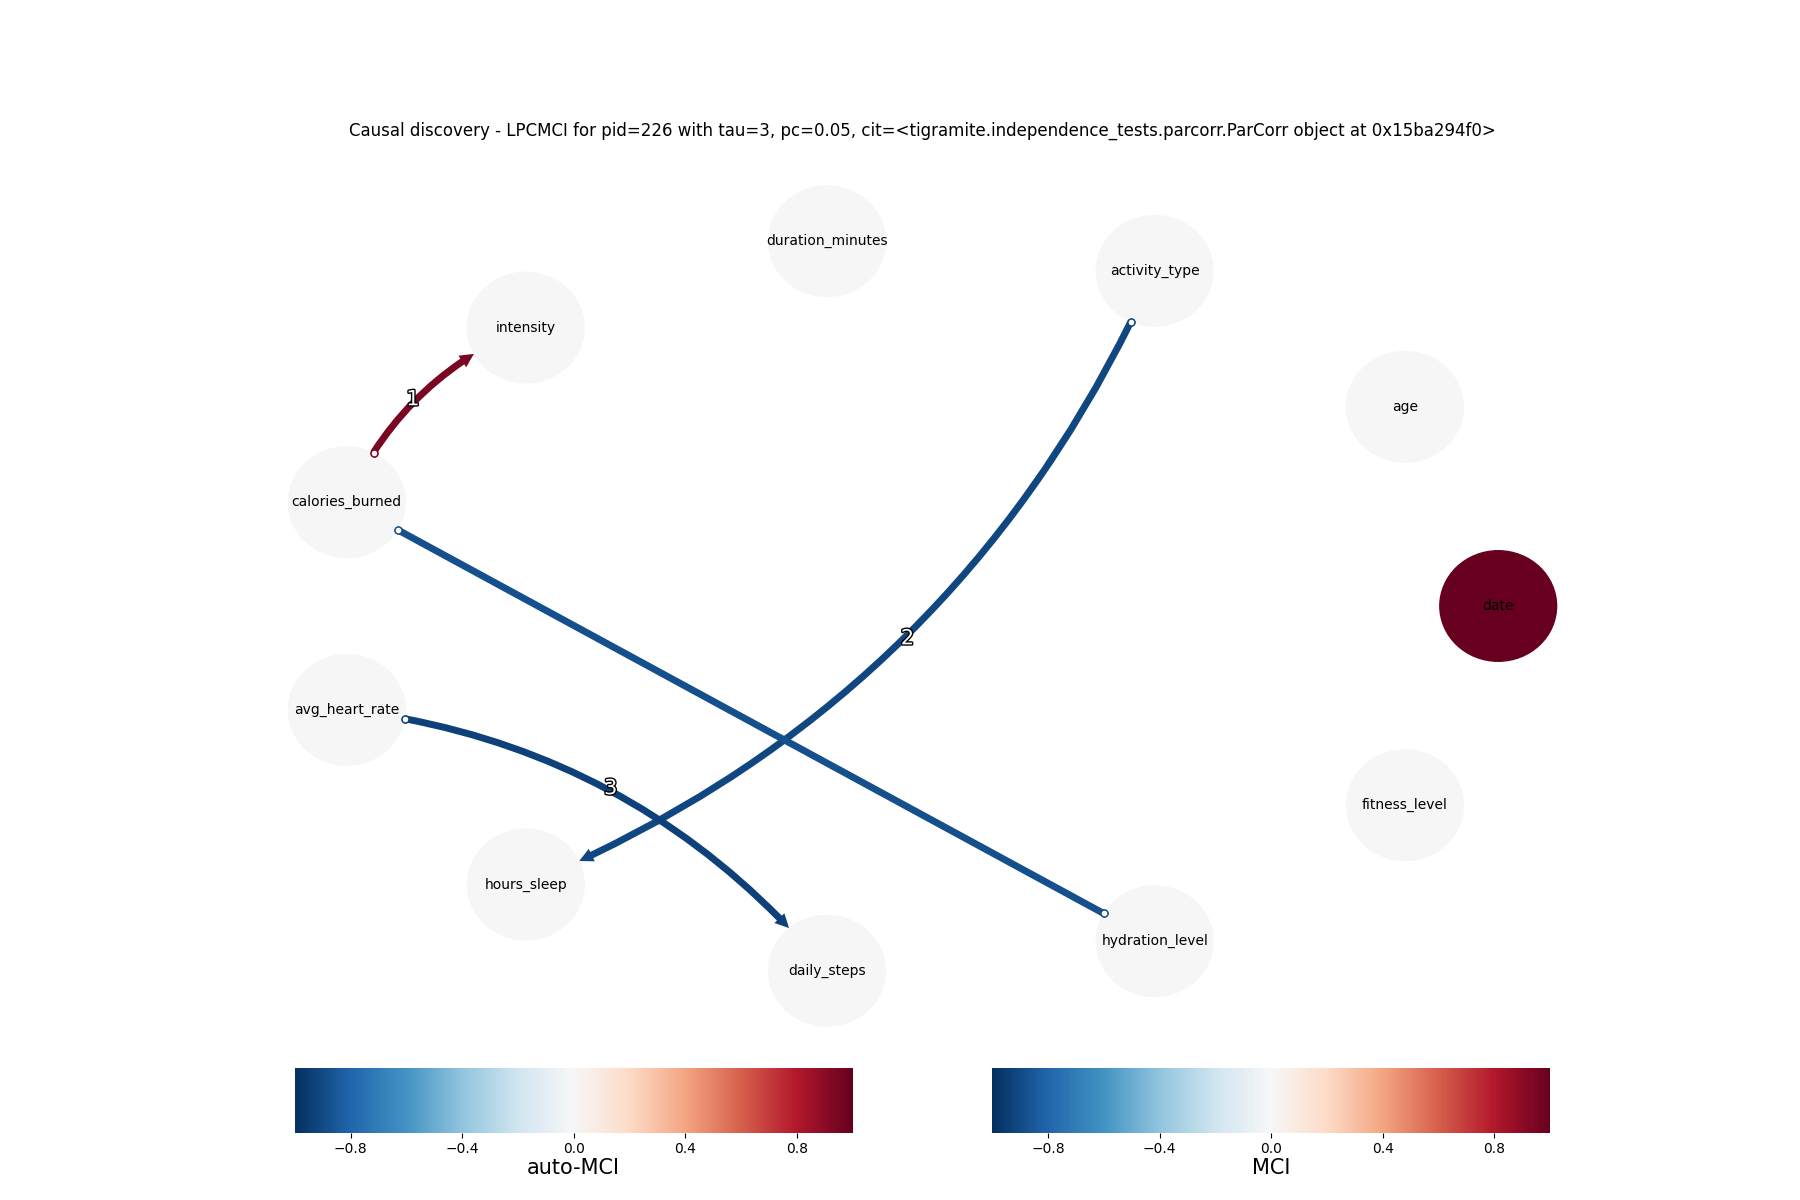 Causal discovery - LPCMCI for pid=226 with tau=3, pc=0.05, cit=<tigramite.independence_tests.parcorr.ParCorr object at 0x15ba294f0>
duration_minutes
activity_type
intensity
1
age
calories_burned
date
2
avg_heart_rate
3
fitness_level
hours_sleep
hydration_level
daily_steps
−0.8 −0.4 0.0 0.4 0.8
auto-MCI
−0.8 −0.4 0.0 0.4 0.8
MCI